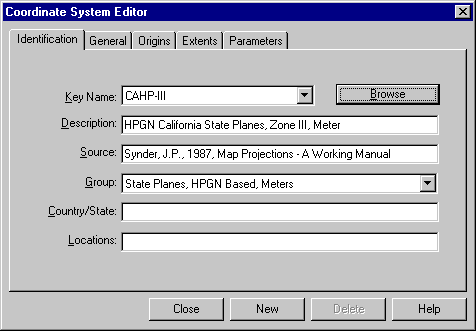 Coordinate System Editor
Identification General Origins Extents Parameters
Key Name: CAHP-III Browse
Description: HPGN California State Planes, Zone III, Meter
Source: Synder, J.P., 1987, Map Projections - A Working Manual
Group: State Planes, HPGN Based, Meters
Country/State:
Locations:
Close New Delete Help